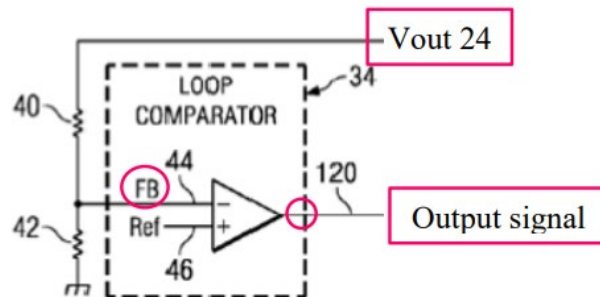 Vout 24
LOOP
COMPARATOR
34
40
FB
44
120
Output signal
42
Ref
46